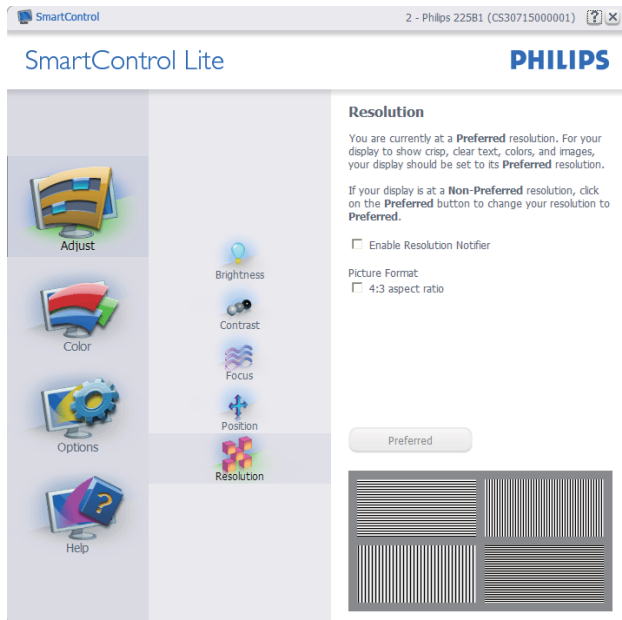 SmartControl
2 - Philips 225B1 (CS30715000001)
SmartControl Lite
PHILIPS
Adjust
Color
Options
Help
Brightness
Contrast
Focus
Position
Resolution
Resolution
You are currently at a Preferred resolution. For your
display to show crisp, clear text, colors, and images,
your display should be set to its Preferred resolution.
If your display is at a Non-Preferred resolution, click
on the Preferred button to change your resolution to
Preferred.
Enable Resolution Notifier
Picture Format
4:3 aspect ratio
Preferred